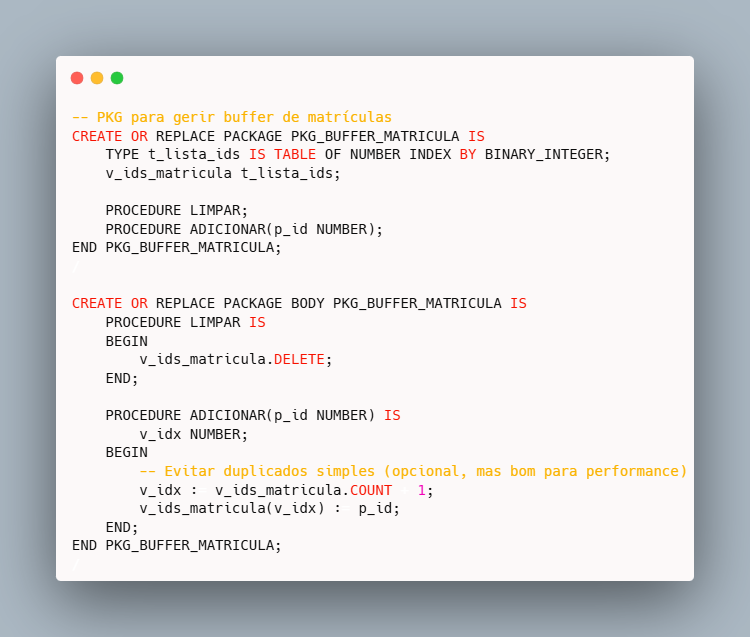 -- PKG para gerir buffer de matrículas
CREATE OR REPLACE PACKAGE PKG_BUFFER_MATRICULA IS
    TYPE t_lista_ids IS TABLE OF NUMBER INDEX BY BINARY_INTEGER;
    v_ids_matricula t_lista_ids;

    PROCEDURE LIMPAR;
    PROCEDURE ADICIONAR(p_id NUMBER);
END PKG_BUFFER_MATRICULA;
/

CREATE OR REPLACE PACKAGE BODY PKG_BUFFER_MATRICULA IS
    PROCEDURE LIMPAR IS
    BEGIN
        v_ids_matricula.DELETE;
    END;

    PROCEDURE ADICIONAR(p_id NUMBER) IS
        v_idx NUMBER;
    BEGIN
        -- Evitar duplicados simples (opcional, mas bom para performance)
        v_idx :  v_ids_matricula.COUNT   1;
        v_ids_matricula(v_idx) :  p_id;
    END;
END PKG_BUFFER_MATRICULA;
/